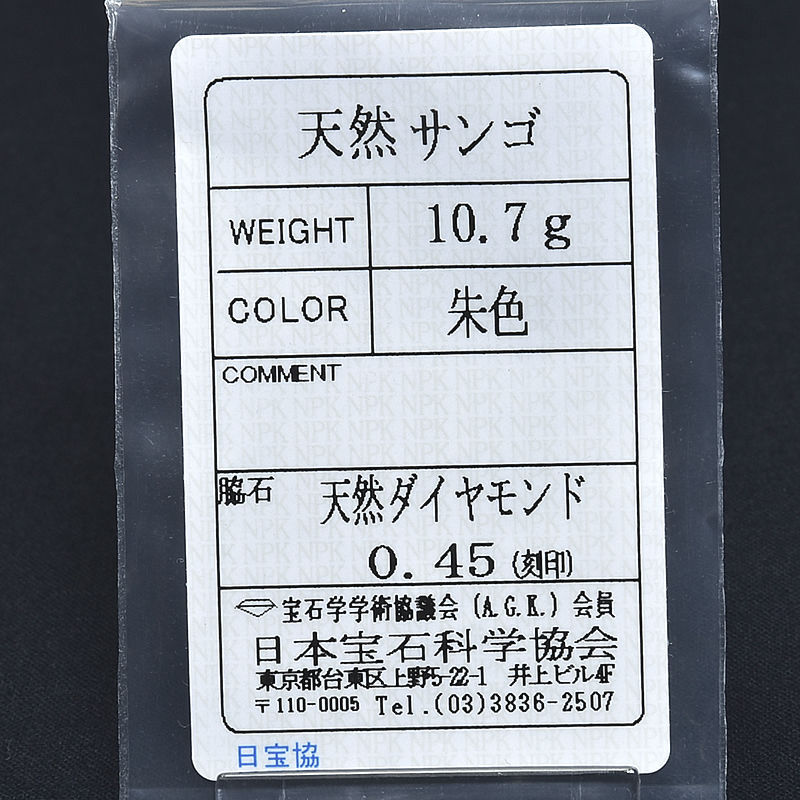 天然サンゴ
WEIGHT 10.7g
COLOR 朱色
COMMENT
脇石 天然ダイヤモンド
0.45 (刻印)
宝石学学術協議会 (A.G.K.) 会員
日本宝石科学協会
東京都台東区上野5-22-1 井上ビル4F
〒110-0005 Tel.(03)3836-2507
日宝協